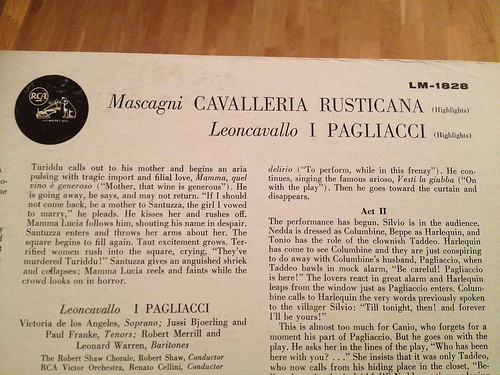 LM-1828
RCA
Mascagni CAVALLERIA RUSTICANA (Highlights)
Leoncavallo I PAGLIACCI (Highlights)
Turiddu calls out to his mother and begins an aria
pulsing with tragic import and filial love, Mamma, quel
vino è generoso ("Mother, that wine is generous"). He
is going away, he says, and may not return. "If I should
not come back, be a mother to Santuzza, the girl I vowed
to marry," he pleads. He kisses her and rushes off.
Mamma Lucia follows him, shouting his name in despair.
Santuzza enters and throws her arms about her. The
square begins to fill again. Taut excitement grows. Ter-
rified women rush into the square, crying, "They've
murdered Turiddu!" Santuzza gives an anguished shriek
and collapses; Mamma Lucia reels and faints while the
crowd looks on in horror.
Leoncavallo I PAGLIACCI
Victoria de los Angeles, Soprano; Jussi Bjoerling and
Paul Franke, Tenors; Robert Merrill and
Leonard Warren, Baritones
The Robert Shaw Chorale, Robert Shaw, Conductor
RCA Victor Orchestra, Renato Cellini, Conductor
delirio ("To perform, while in this frenzy"). He con-
tinues, singing the famous arioso, Vesti la giubba ("On
with the play"). Then he goes toward the curtain and
disappears.
Act II
The performance has begun. Silvio is in the audience.
Nedda is dressed as Columbine, Beppe as Harlequin, and
Tonio has the role of the clownish Taddeo. Harlequin
has come to see Columbine and they are just conspiring
to do away with Columbine's husband, Pagliaccio, when
Taddeo bawls in mock alarm, "Be careful! Pagliaccio
is here!" The lovers react in great alarm and Harlequin
leaps from the window just as Pagliaccio enters. Colum-
bine calls to Harlequin the very words previously spoken
to the villager Silvio: "Till tonight, then! and forever
I'll be yours!"
This is almost too much for Canio, who forgets for a
moment his part of Pagliaccio. But he goes on with the
play. He asks her in the lines of the play, "Who has been
here with you? . . ." She insists that it was only Taddeo,
who now calls from his hiding place in the closet, "Be-